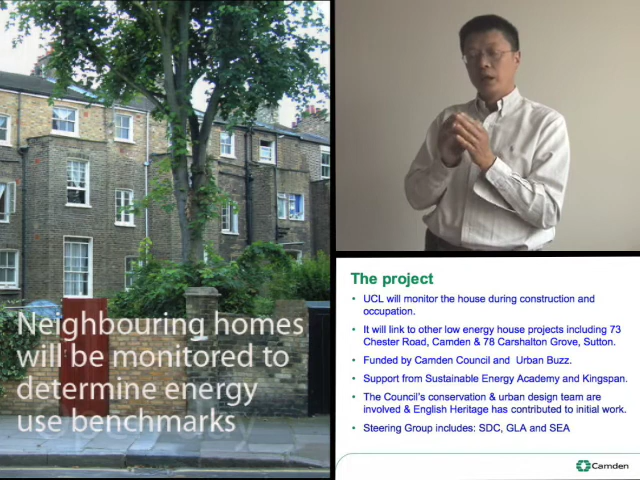 Neighbouring homes
will be monitored to
determine energy
use benchmarks
The project
• UCL will monitor the house during construction and
occupation.
• It will link to other low energy house projects including 73
Chester Road, Camden & 78 Carshalton Grove, Sutton.
• Funded by Camden Council and Urban Buzz.
• Support from Sustainable Energy Academy and Kingspan.
• The Council's conservation & urban design team are
involved & English Heritage has contributed to initial work.
• Steering Group includes: SDC, GLA and SEA
Camden